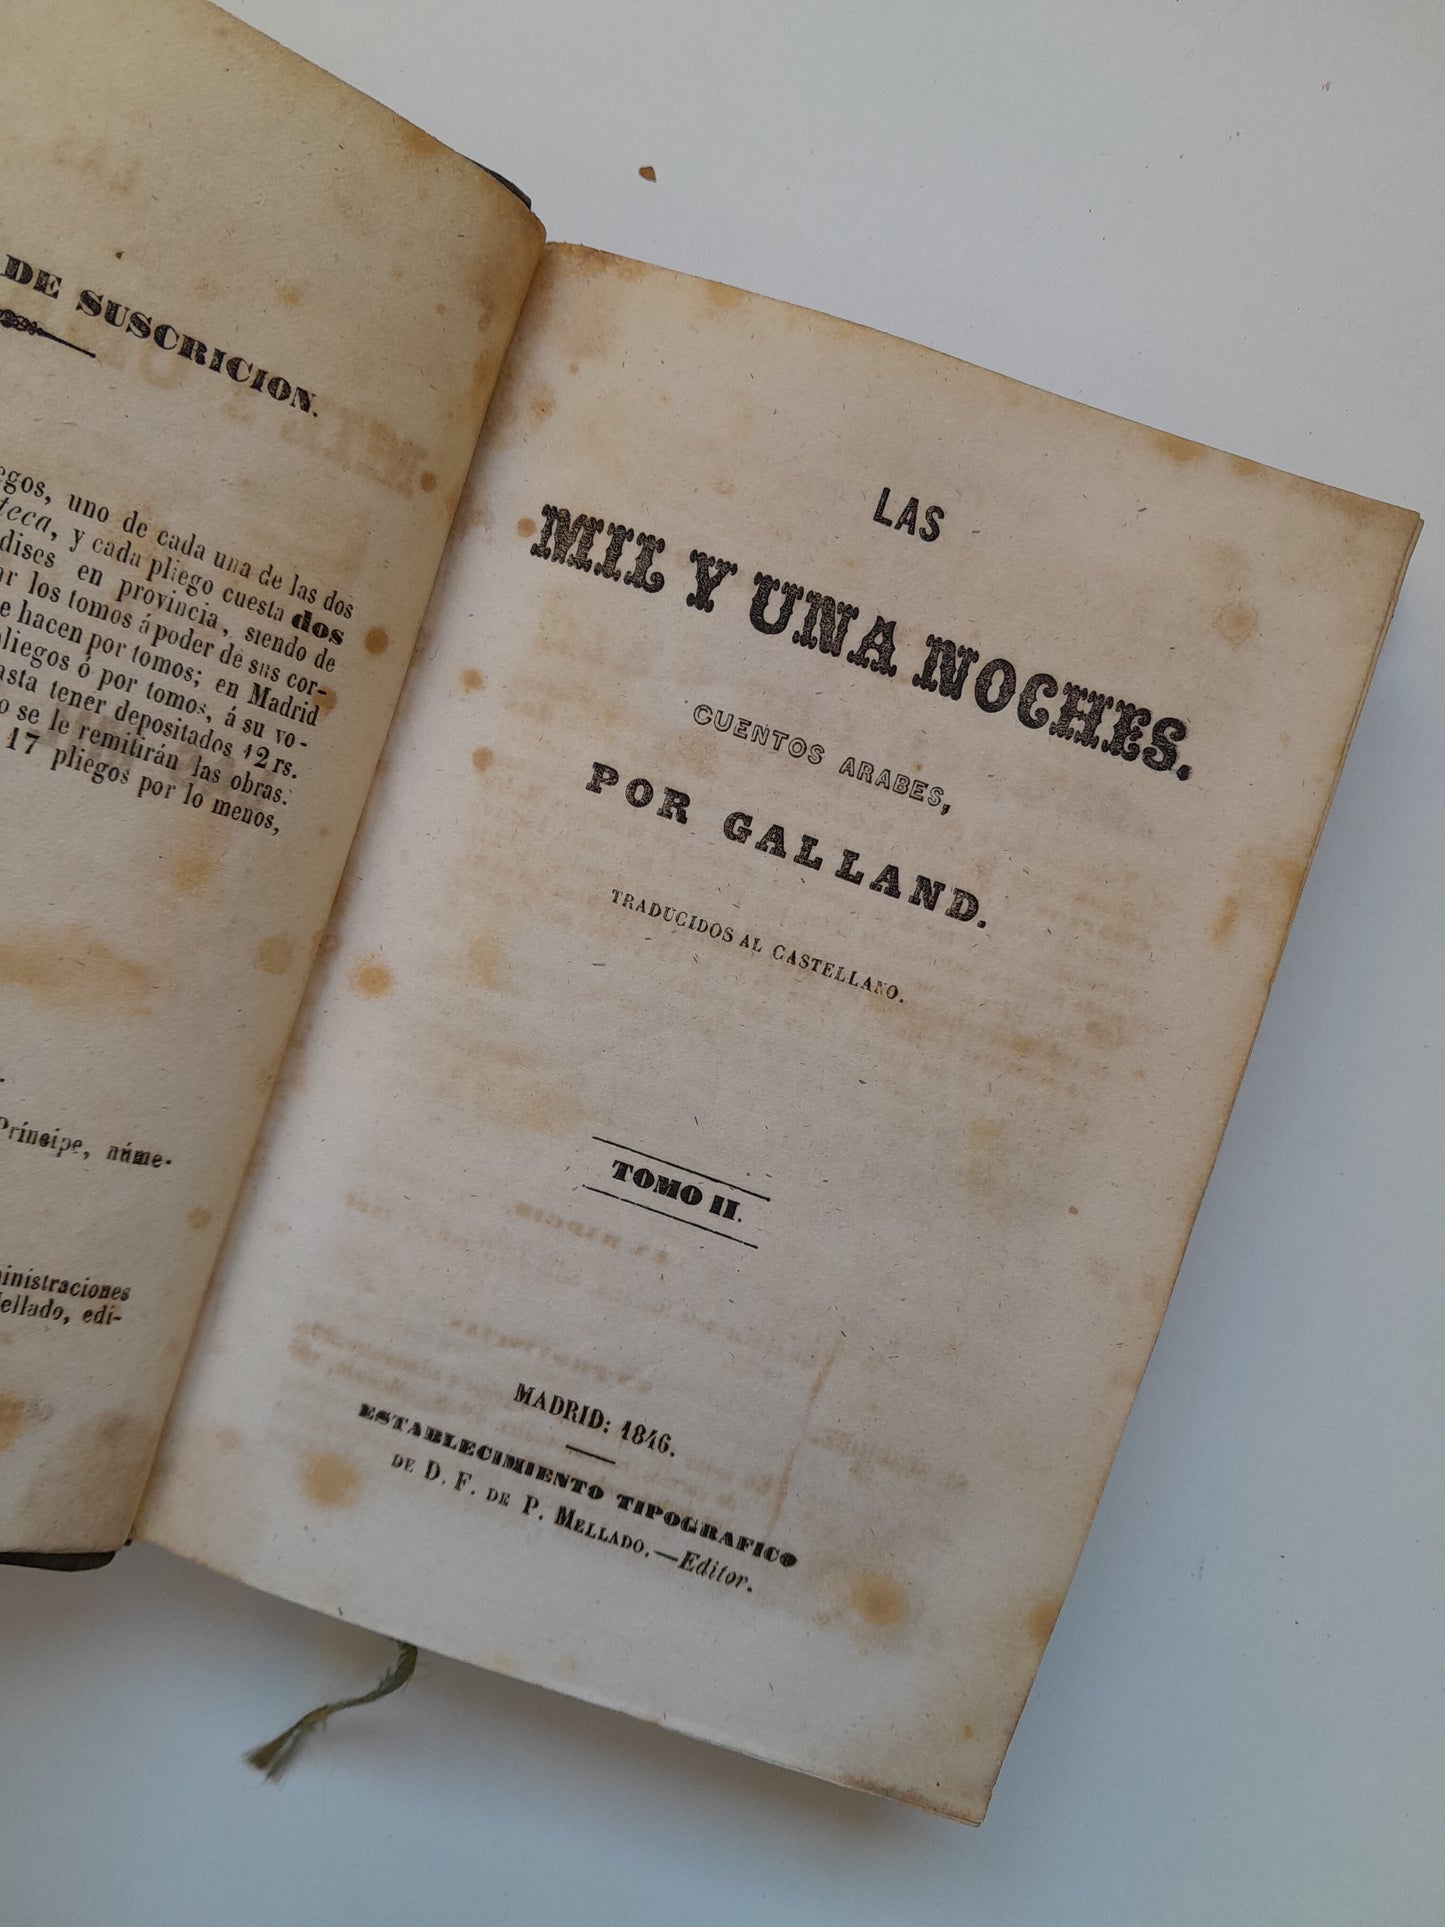 DE SUSCRICION.
egos, uno de cada una de las dos
teca, y cada pliego cuesta dos
dises en provincia, siendo de
ar los tomos á poder de sus cor-
e hacen por tomos; en Madrid
pliegos ó por tomos, á su vo-
asta tener depositados 12 rs.
o se le remitirán las obras.
17 pliegos por lo menos,
Príncipe, núme-
ministraciones
Mellado, edi-
LAS
MIL Y UNA NOCHES.
CUENTOS ARABES,
POR GALLAND.
TRADUCIDOS AL CASTELLANO.
TOMO II.
MADRID: 1846.
ESTABLECIMIENTO TIPOGRAFICO
DE D. F. DE P. MELLADO.—Editor.